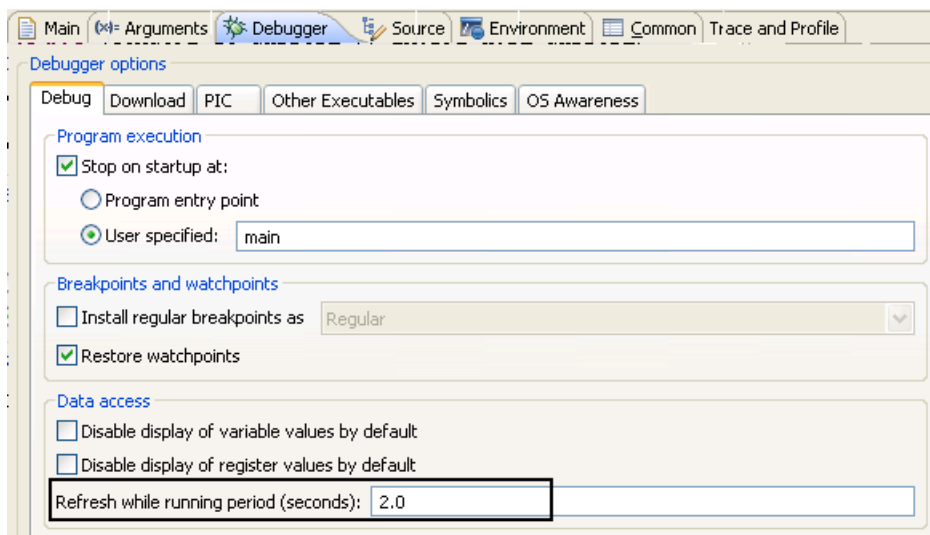 Main (x)= Arguments Debugger Source Environment Common Trace and Profile
Debugger options
Debug Download PIC Other Executables Symbolics OS Awareness
Program execution
Stop on startup at:
Program entry point
User specified: main
Breakpoints and watchpoints
Install regular breakpoints as Regular
Restore watchpoints
Data access
Disable display of variable values by default
Disable display of register values by default
Refresh while running period (seconds): 2.0